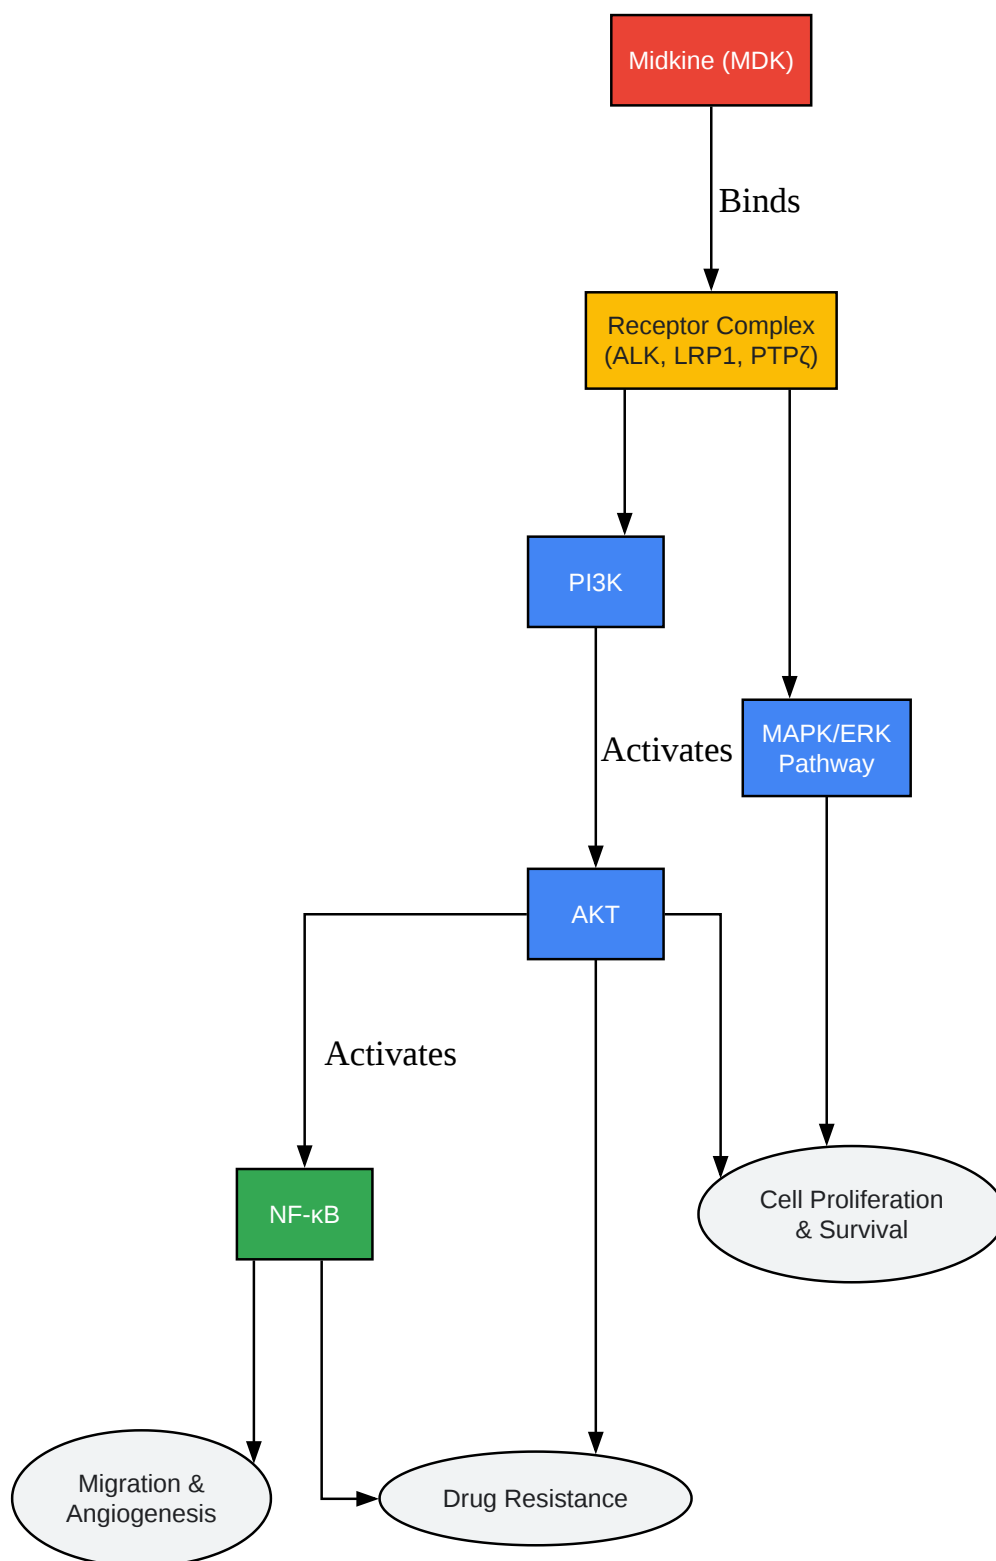 Midkine (MDK)
Binds
Receptor Complex
(ALK, LRP1, PTPζ)
PI3K
MAPK/ERK
Pathway
Activates
AKT
Activates
Cell Proliferation
& Survival
NF-κB
Migration &
Angiogenesis
Drug Resistance